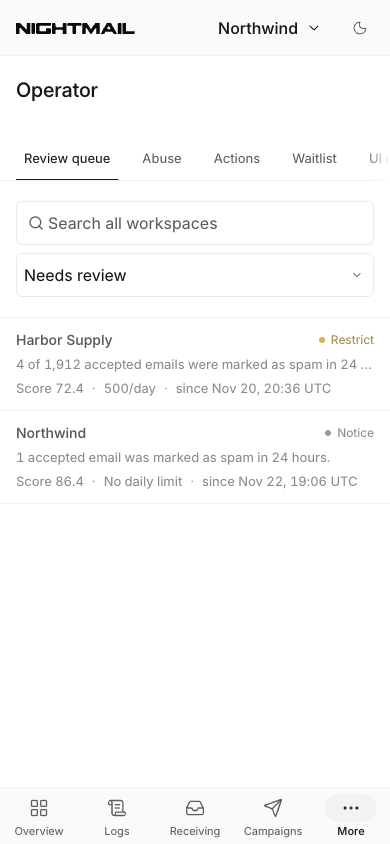 NIGHTMAIL
Northwind
Operator
Review queue
Abuse
Actions
Waitlist
Search all workspaces
Needs review
Harbor Supply
Restrict
4 of 1,912 accepted emails were marked as spam in 24 ...
Score 72.4 · 500/day · since Nov 20, 20:36 UTC
Northwind
Notice
1 accepted email was marked as spam in 24 hours.
Score 86.4 · No daily limit · since Nov 22, 19:06 UTC
Overview
Logs
Receiving
Campaigns
More